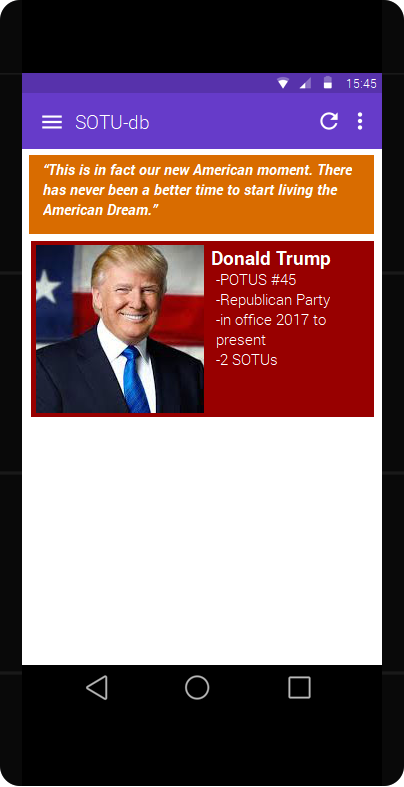 15:45
SOTU-db
“This is in fact our new American moment. There
has never been a better time to start living the
American Dream.”
Donald Trump
-POTUS #45
-Republican Party
-in office 2017 to
present
-2 SOTUs